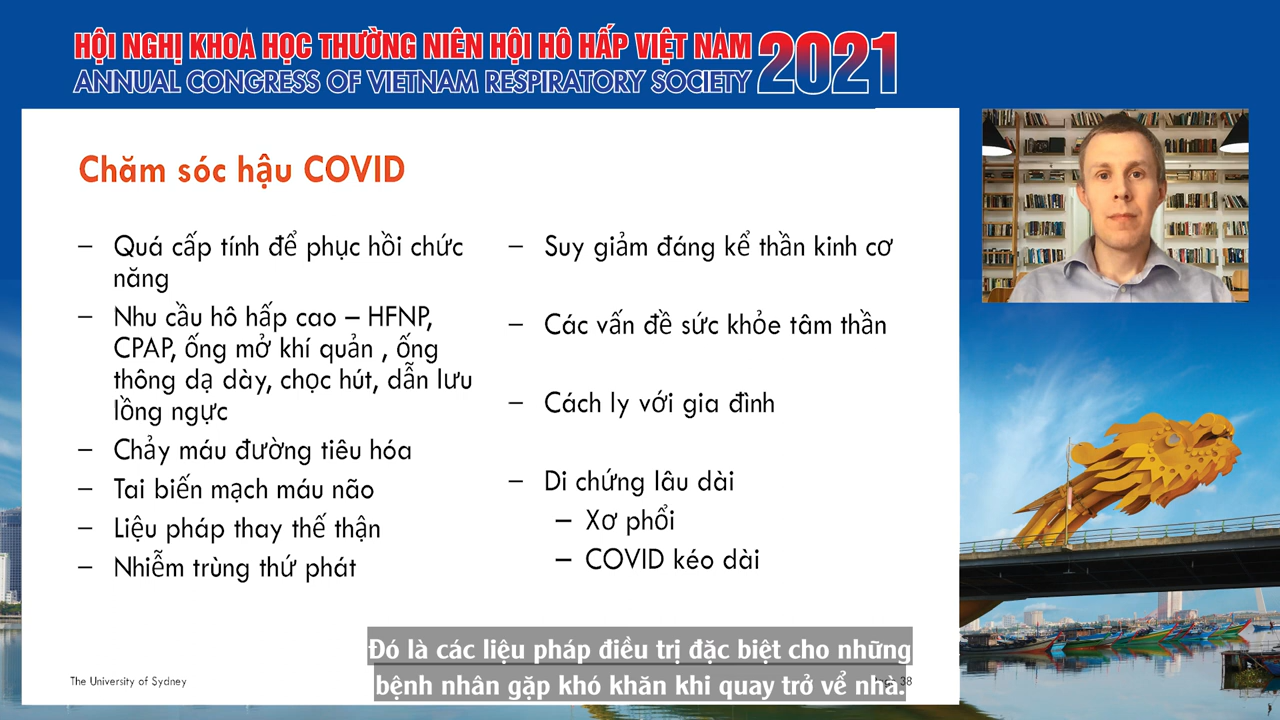 HỘI NGHỊ KHOA HỌC THƯỜNG NIÊN HỘI HÔ HẤP VIỆT NAM 2021
ANNUAL CONGRESS OF VIETNAM RESPIRATORY SOCIETY
Chăm sóc hậu COVID
– Quá cấp tính để phục hồi chức
năng
– Nhu cầu hô hấp cao – HFNP,
CPAP, ống mở khí quản , ống
thông dạ dày, chọc hút, dẫn lưu
lồng ngực
– Chảy máu đường tiêu hóa
– Tai biến mạch máu não
– Liệu pháp thay thế thận
– Nhiễm trùng thứ phát
– Suy giảm đáng kể thần kinh cơ
– Các vấn đề sức khỏe tâm thần
– Cách ly với gia đình
– Di chứng lâu dài
– Xơ phổi
– COVID kéo dài
Đó là các liệu pháp điều trị đặc biệt cho những
bệnh nhân gặp khó khăn khi quay trở về nhà.
The University of Sydney
38